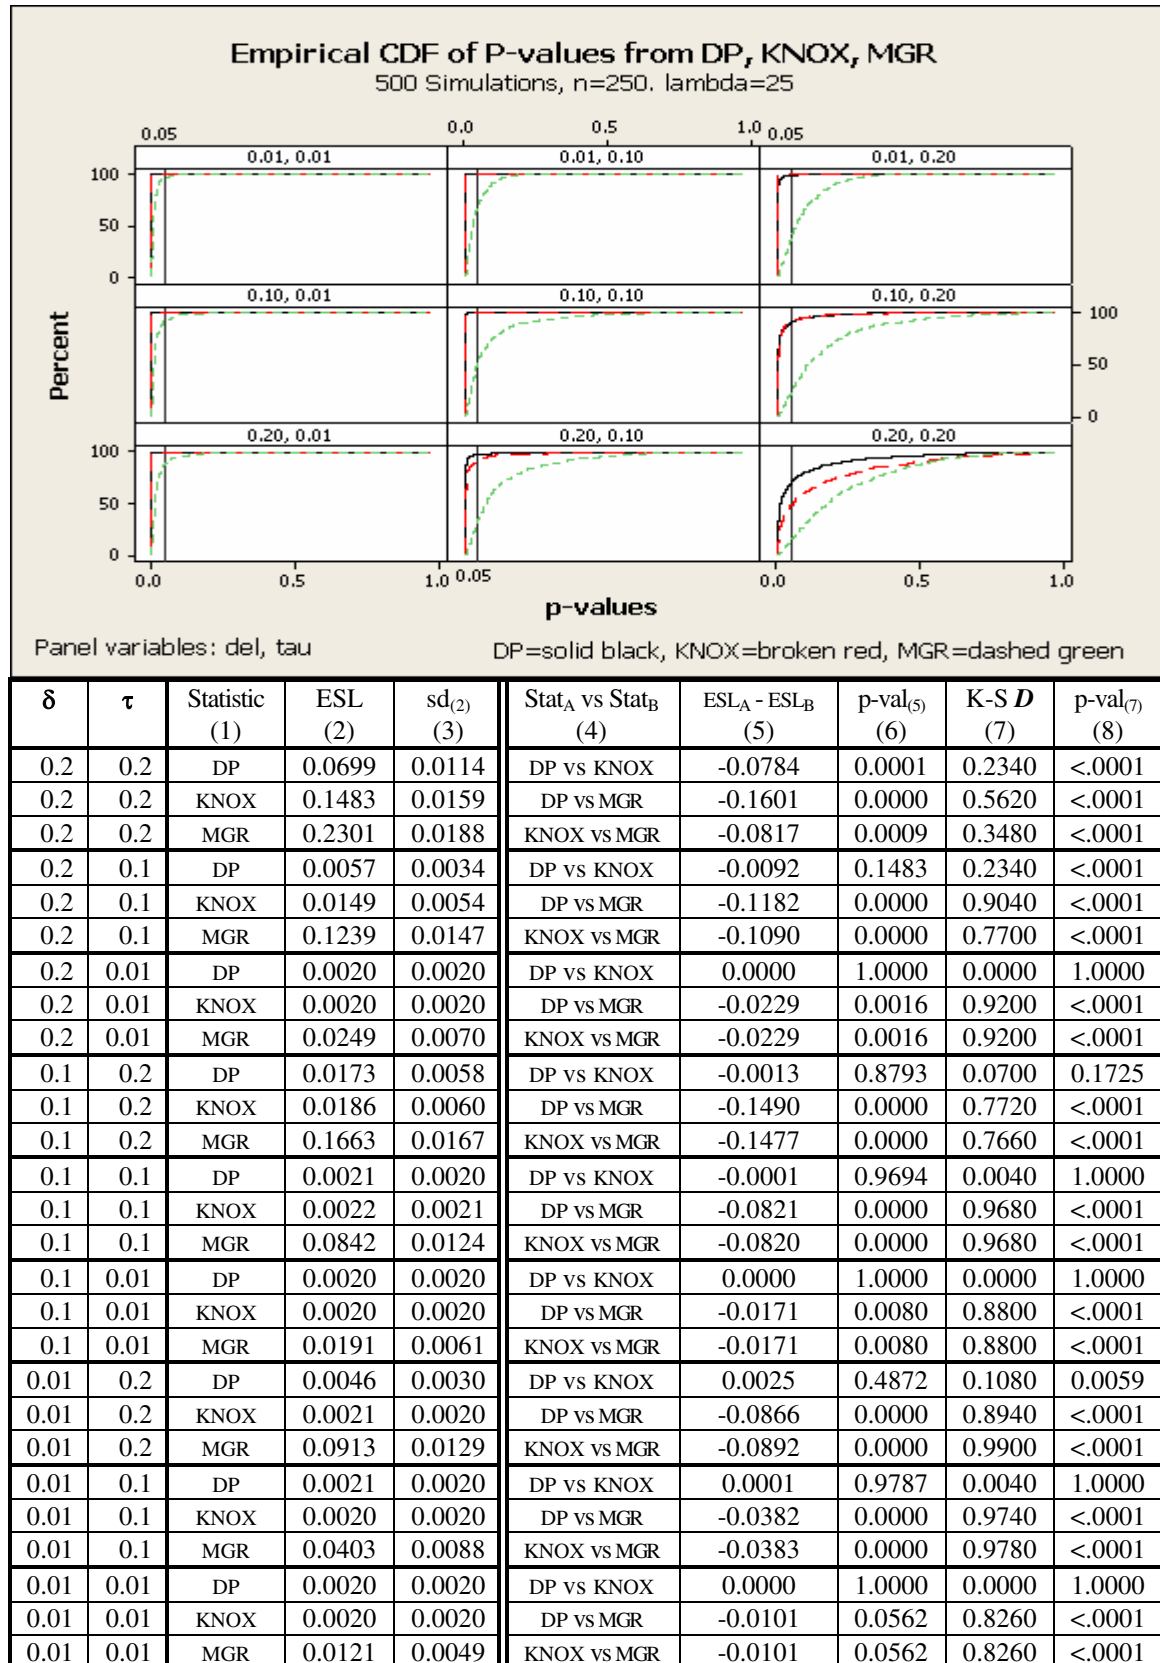 Empirical CDF of P-values from DP, KNOX, MGR
500 Simulations, n=250. lambda=25
0.05 0.0 0.5 1.0 0.05
0.01, 0.01 0.01, 0.10 0.01, 0.20
100
50
0
0.10, 0.01 0.10, 0.10 0.10, 0.20
100
50
0
Percent
0.20, 0.01 0.20, 0.10 0.20, 0.20
100
50
0
0.0 0.5 1.0 0.05 0.0 0.5 1.0
p-values
Panel variables: del, tau DP=solid black, KNOX=broken red, MGR=dashed green
δ τ Statistic ESL sd(2) StatA vs StatB ESLA - ESLB p-val(5) K-S D p-val(7)
(1) (2) (3) (4) (5) (6) (7) (8)
0.2 0.2 DP 0.0699 0.0114 DP VS KNOX -0.0784 0.0001 0.2340 <.0001
0.2 0.2 KNOX 0.1483 0.0159 DP VS MGR -0.1601 0.0000 0.5620 <.0001
0.2 0.2 MGR 0.2301 0.0188 KNOX VS MGR -0.0817 0.0009 0.3480 <.0001
0.2 0.1 DP 0.0057 0.0034 DP VS KNOX -0.0092 0.1483 0.2340 <.0001
0.2 0.1 KNOX 0.0149 0.0054 DP VS MGR -0.1182 0.0000 0.9040 <.0001
0.2 0.1 MGR 0.1239 0.0147 KNOX VS MGR -0.1090 0.0000 0.7700 <.0001
0.2 0.01 DP 0.0020 0.0020 DP VS KNOX 0.0000 1.0000 0.0000 1.0000
0.2 0.01 KNOX 0.0020 0.0020 DP VS MGR -0.0229 0.0016 0.9200 <.0001
0.2 0.01 MGR 0.0249 0.0070 KNOX VS MGR -0.0229 0.0016 0.9200 <.0001
0.1 0.2 DP 0.0173 0.0058 DP VS KNOX -0.0013 0.8793 0.0700 0.1725
0.1 0.2 KNOX 0.0186 0.0060 DP VS MGR -0.1490 0.0000 0.7720 <.0001
0.1 0.2 MGR 0.1663 0.0167 KNOX VS MGR -0.1477 0.0000 0.7660 <.0001
0.1 0.1 DP 0.0021 0.0020 DP VS KNOX -0.0001 0.9694 0.0040 1.0000
0.1 0.1 KNOX 0.0022 0.0021 DP VS MGR -0.0821 0.0000 0.9680 <.0001
0.1 0.1 MGR 0.0842 0.0124 KNOX VS MGR -0.0820 0.0000 0.9680 <.0001
0.1 0.01 DP 0.0020 0.0020 DP VS KNOX 0.0000 1.0000 0.0000 1.0000
0.1 0.01 KNOX 0.0020 0.0020 DP VS MGR -0.0171 0.0080 0.8800 <.0001
0.1 0.01 MGR 0.0191 0.0061 KNOX VS MGR -0.0171 0.0080 0.8800 <.0001
0.01 0.2 DP 0.0046 0.0030 DP VS KNOX 0.0025 0.4872 0.1080 0.0059
0.01 0.2 KNOX 0.0021 0.0020 DP VS MGR -0.0866 0.0000 0.8940 <.0001
0.01 0.2 MGR 0.0913 0.0129 KNOX VS MGR -0.0892 0.0000 0.9900 <.0001
0.01 0.1 DP 0.0021 0.0020 DP VS KNOX 0.0001 0.9787 0.0040 1.0000
0.01 0.1 KNOX 0.0020 0.0020 DP VS MGR -0.0382 0.0000 0.9740 <.0001
0.01 0.1 MGR 0.0403 0.0088 KNOX VS MGR -0.0383 0.0000 0.9780 <.0001
0.01 0.01 DP 0.0020 0.0020 DP VS KNOX 0.0000 1.0000 0.0000 1.0000
0.01 0.01 KNOX 0.0020 0.0020 DP VS MGR -0.0101 0.0562 0.8260 <.0001
0.01 0.01 MGR 0.0121 0.0049 KNOX VS MGR -0.0101 0.0562 0.8260 <.0001